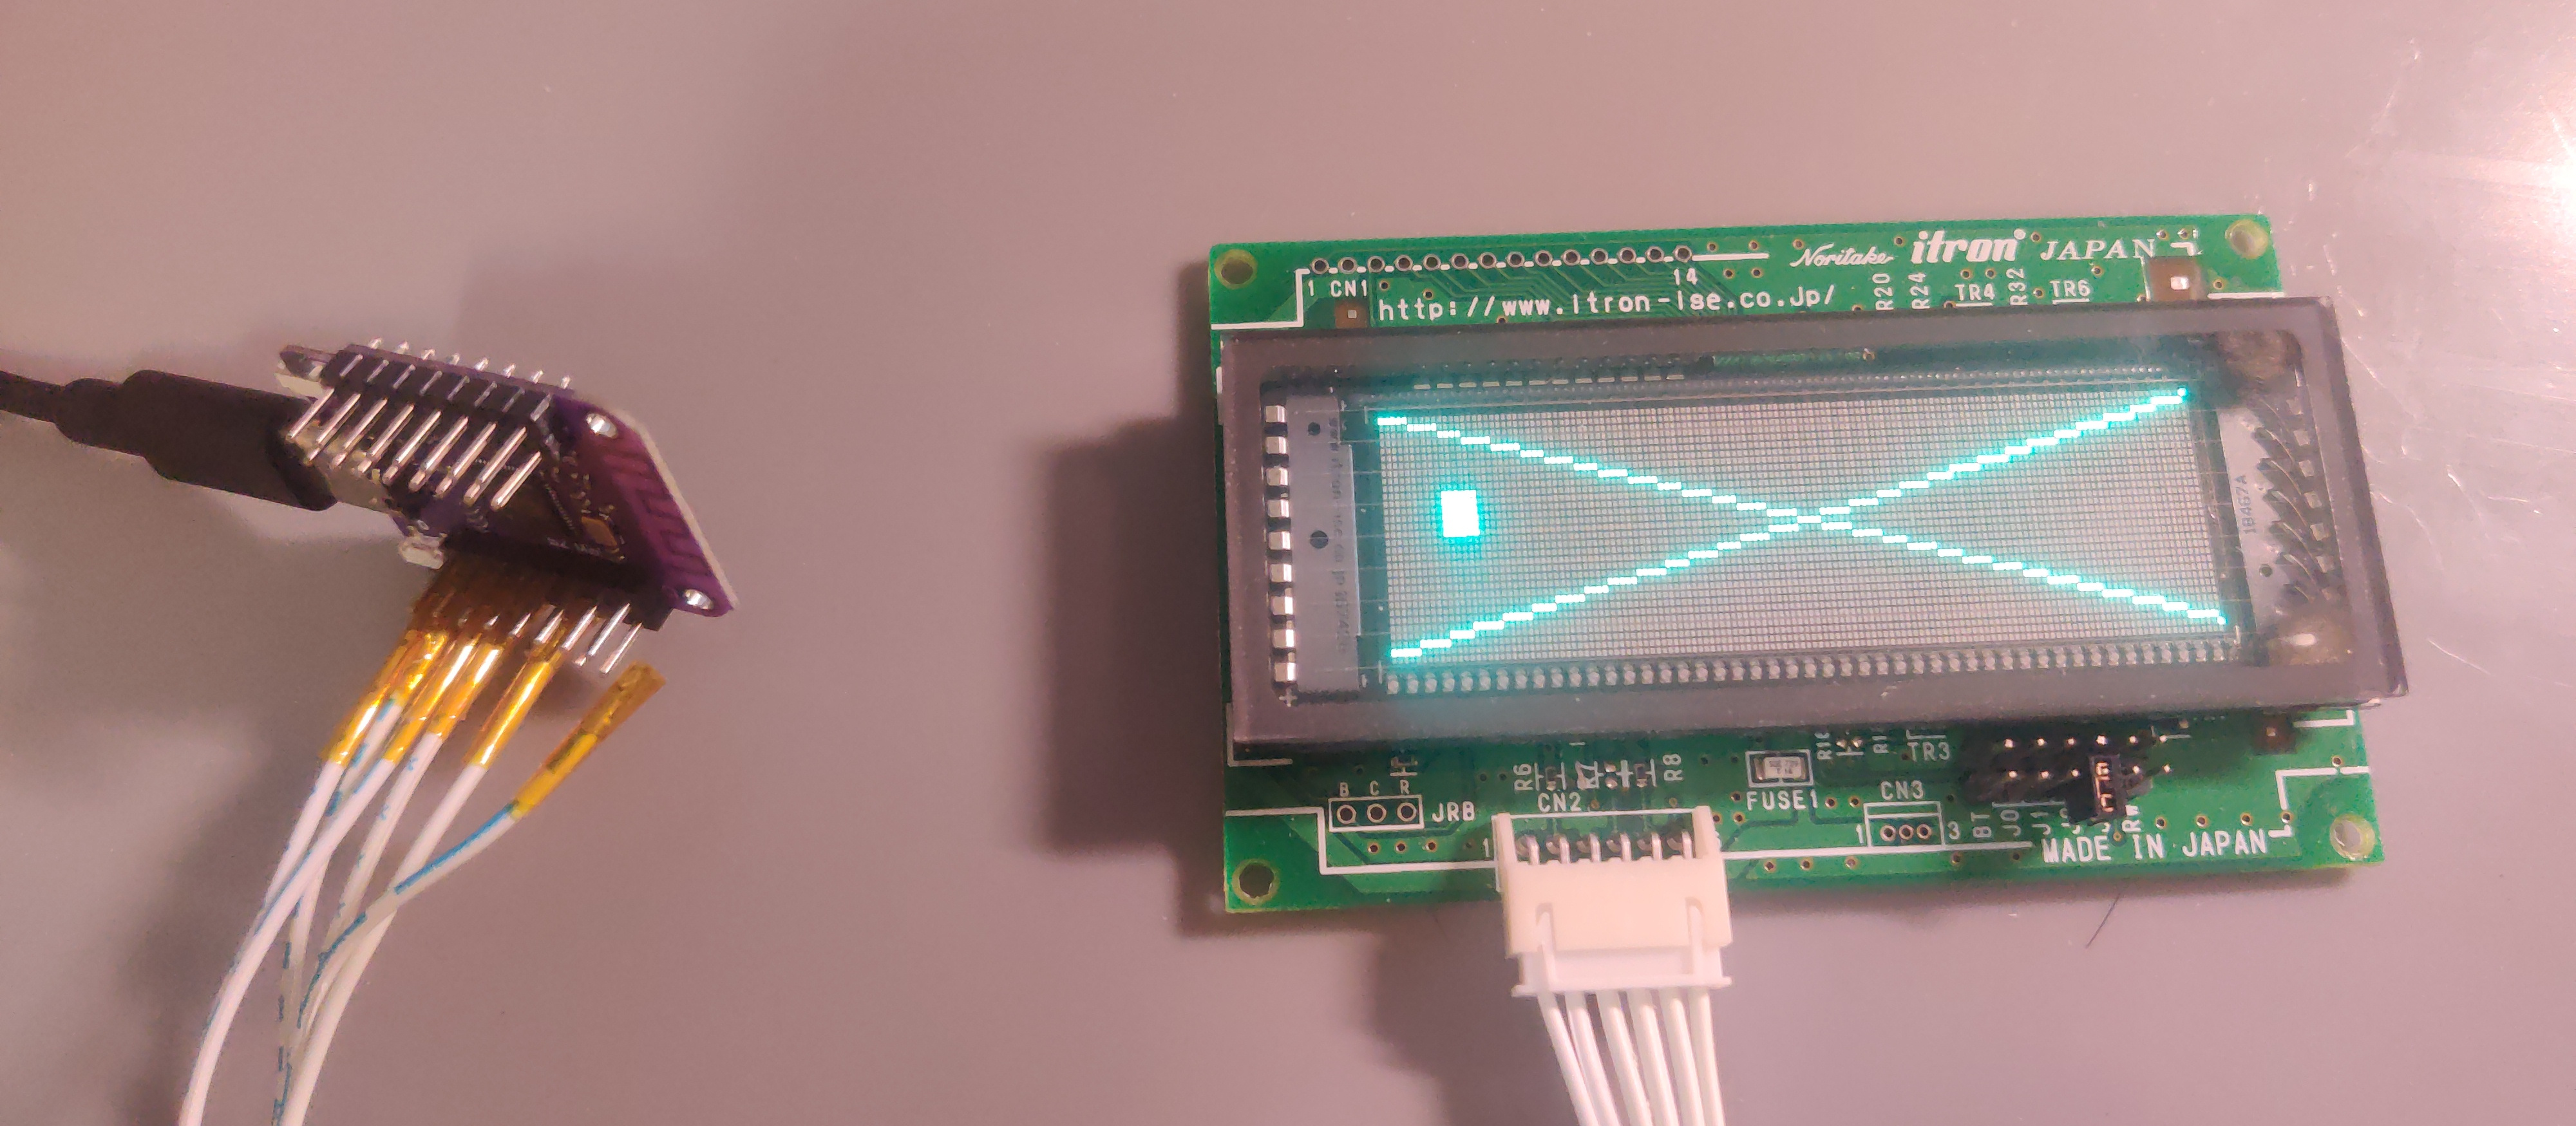 Noritake itron® JAPAN
1 CN1 14
http://www.itron-ise.co.jp/
R20 R24 TR4 R32 TR6
18467A
R6 R7 R8
CN2
B C R
JRB
FUSE1
TR3
CN3
1 3
1
BT J0 J1
RW
MADE IN JAPAN